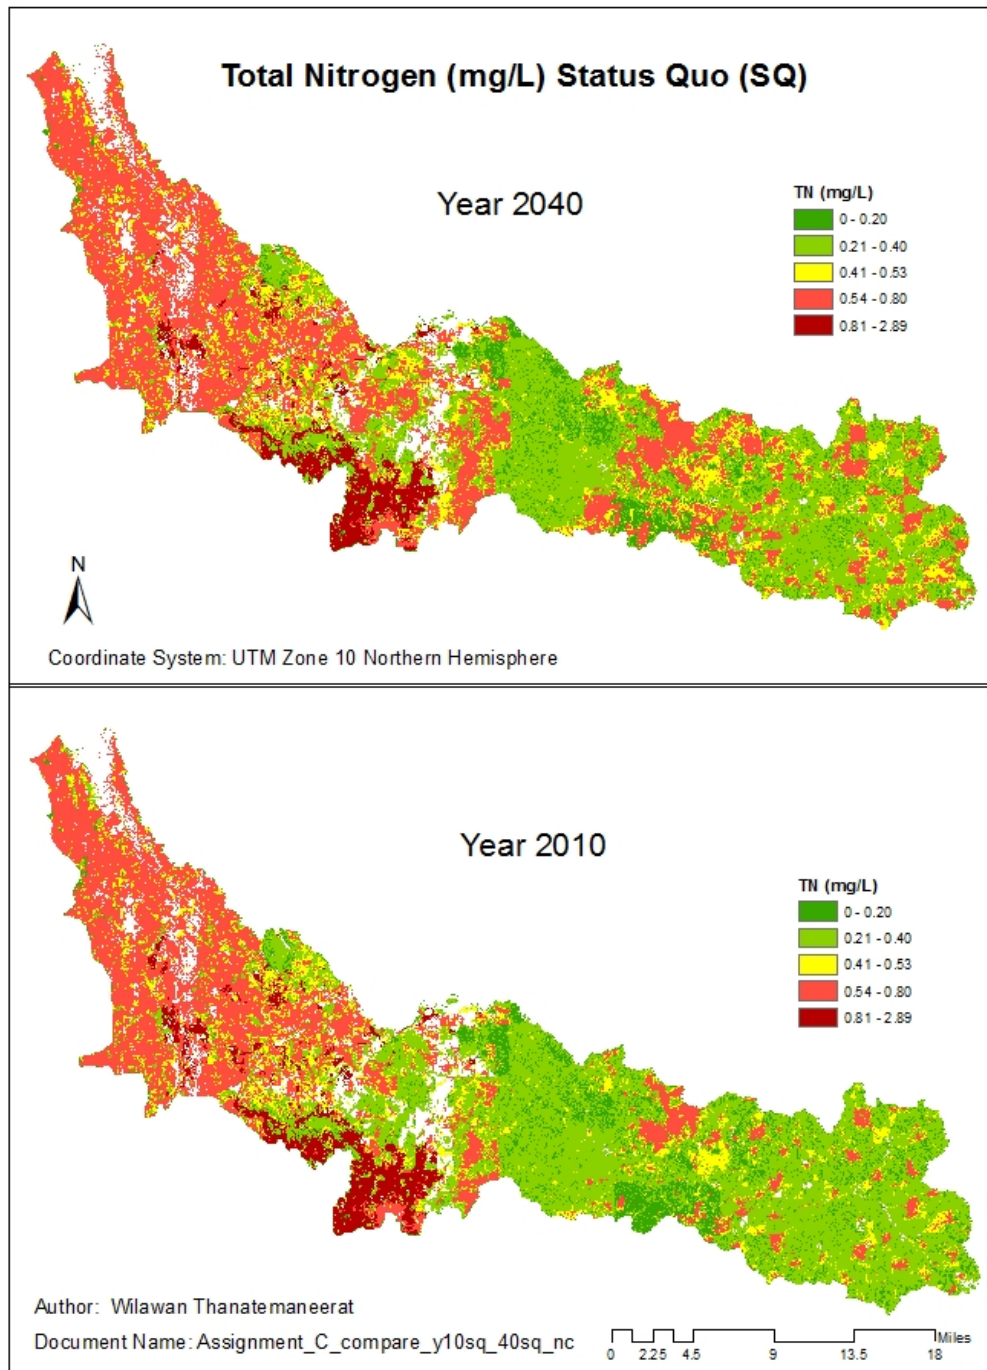 Total Nitrogen (mg/L) Status Quo (SQ)
Year 2040
TN (mg/L)
0 - 0.20
0.21 - 0.40
0.41 - 0.53
0.54 - 0.80
0.81 - 2.89
N
Coordinate System: UTM Zone 10 Northern Hemisphere
Year 2010
TN (mg/L)
0 - 0.20
0.21 - 0.40
0.41 - 0.53
0.54 - 0.80
0.81 - 2.89
Author: Wilawan Thanatemaneerat
Document Name: Assignment_C_compare_y10sq_40sq_nc
Miles
0 2.25 4.5 9 13.5 18